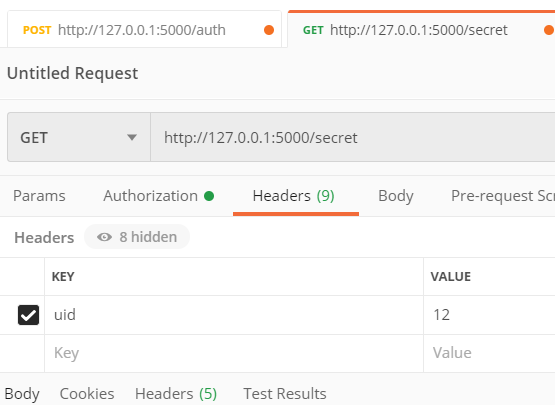 POST http://127.0.0.1:5000/auth GET http://127.0.0.1:5000/secret
Untitled Request
GET http://127.0.0.1:5000/secret
Params Authorization Headers (9) Body Pre-request Scr
Headers 8 hidden
KEY VALUE
uid 12
Key Value
Body Cookies Headers (5) Test Results